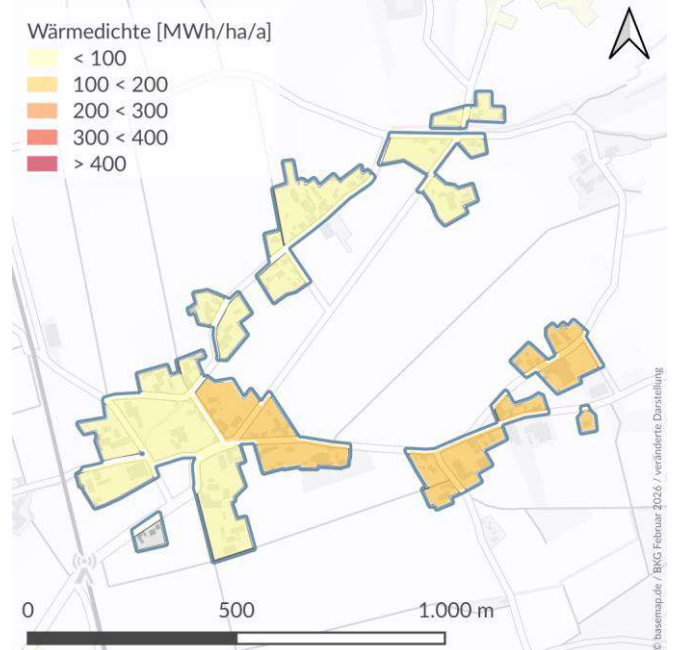 Wärmedichte [MWh/ha/a]
< 100
100 < 200
200 < 300
300 < 400
> 400
0 500 1.000 m
© basemap.de / BKG Februar 2026 / veränderte Darstellung